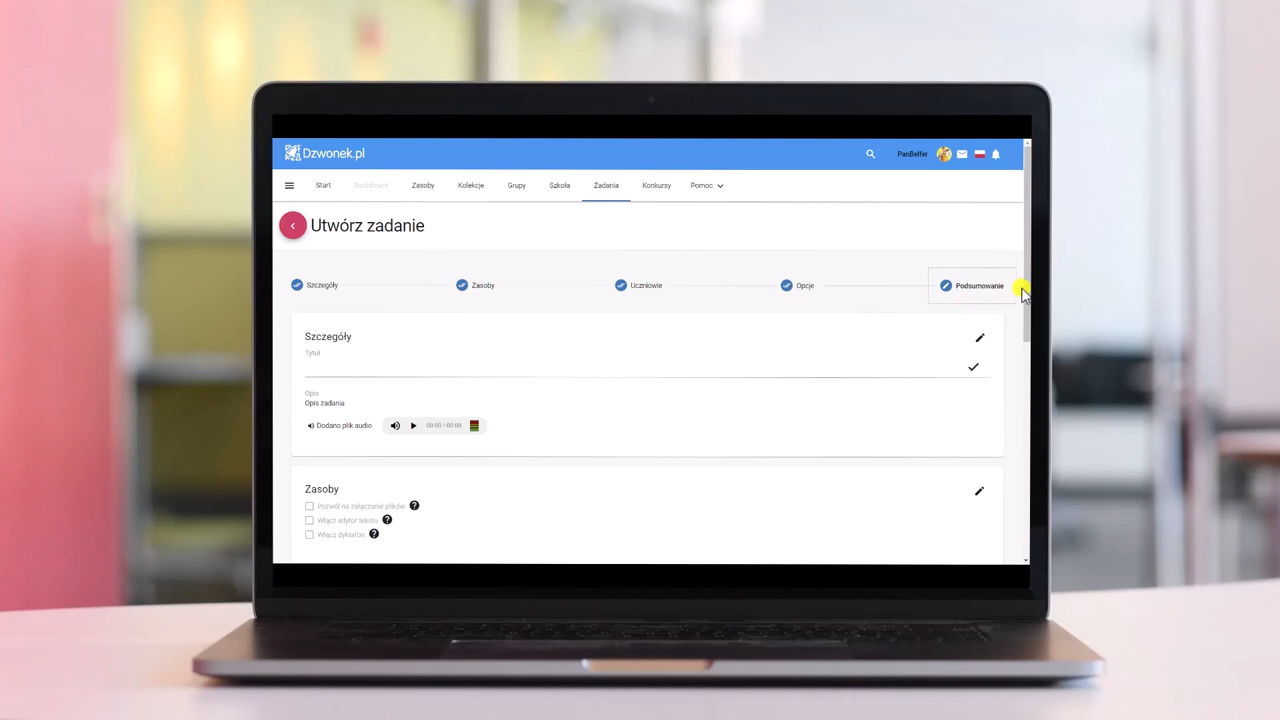 Dzwonek.pl
PanBelfer
Start Dashboard Zasoby Kolekcje Grupy Szkoła Zadania Konkursy Pomoc
Utwórz zadanie
Szczegóły Zasoby Uczniowie Opcje Podsumowanie
Szczegóły
Tytuł
Opis
Opis zadania
Dodano plik audio 00:00 / 00:00
Zasoby
Pozwól na załączanie plików ?
Włącz edytor tekstu ?
Włącz dyktafon ?